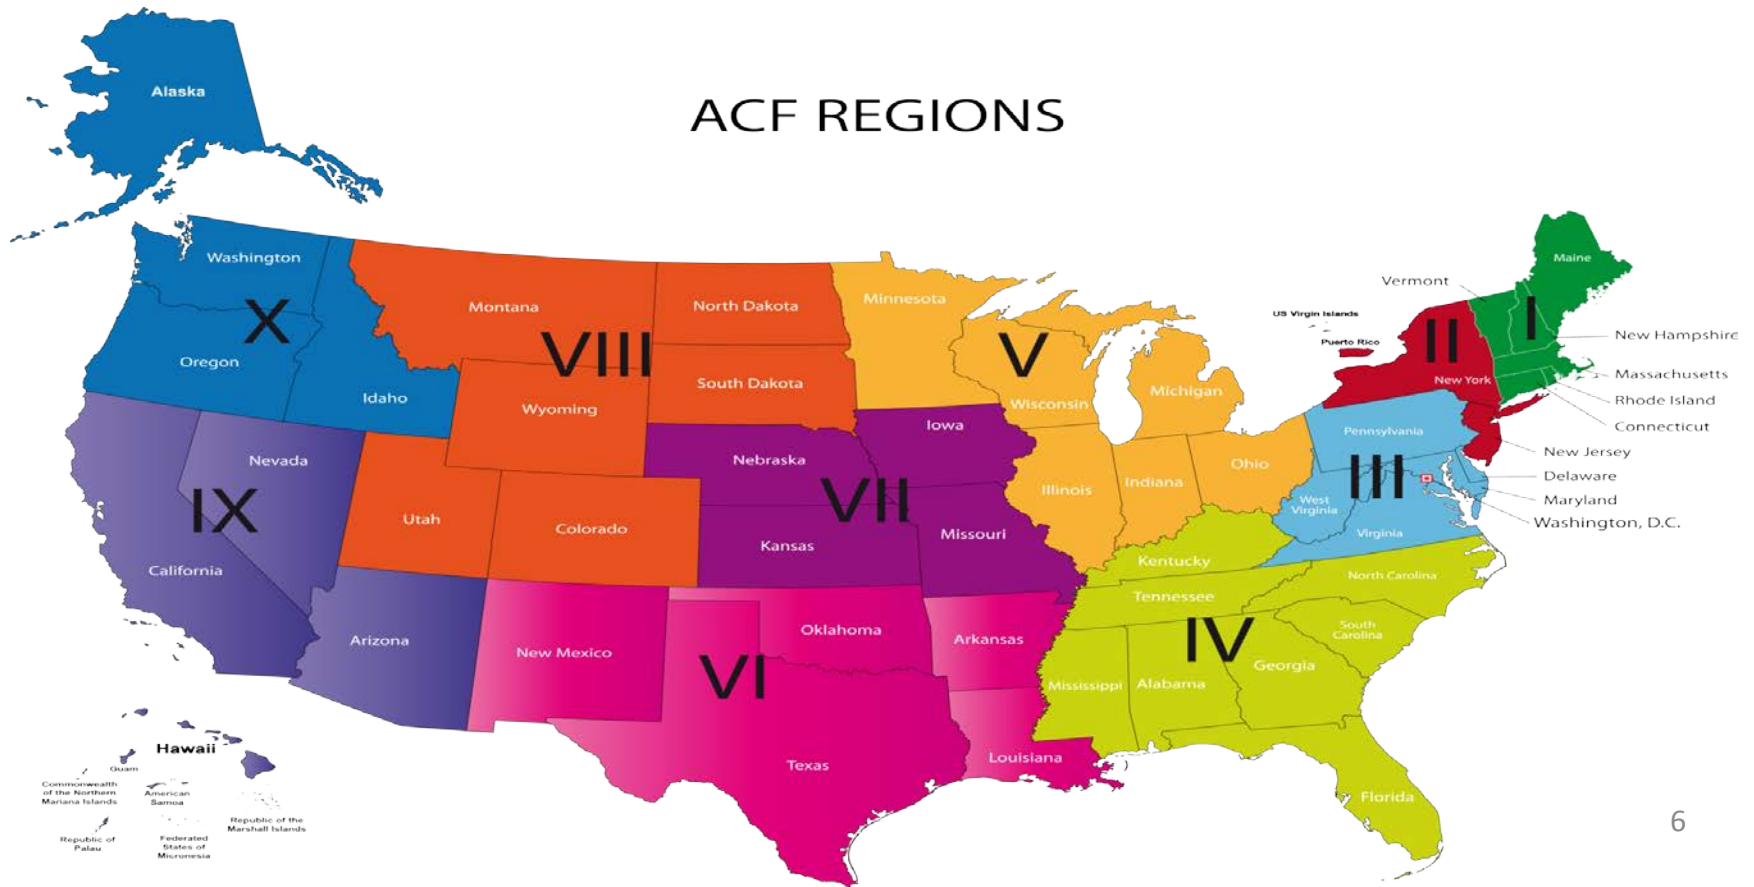 ACF REGIONS
Alaska
Washington
X
Oregon
Idaho
Montana
VIII
North Dakota
South Dakota
Wyoming
Utah
Colorado
Nevada
IX
California
Arizona
Hawaii
Guam
Commonwealth
of the Northern
Mariana Islands
American
Samoa
Republic of the
Marshall Islands
Republic of
Palau
Federated
States of
Micronesia
Minnesota
V
Wisconsin
Michigan
Illinois
Indiana
Ohio
Iowa
Nebraska
VII
Kansas
Missouri
New Mexico
VI
Oklahoma
Arkansas
Texas
Louisiana
Kentucky
Tennessee
North Carolina
South
Carolina
IV
Mississippi
Alabama
Georgia
Florida
US Virgin Islands
Puerto Rico
II
New York
Pennsylvania
III
West
Virginia
Virginia
Vermont
Maine
I
New Hampshire
Massachusetts
Rhode Island
Connecticut
New Jersey
Delaware
Maryland
Washington, D.C.
6